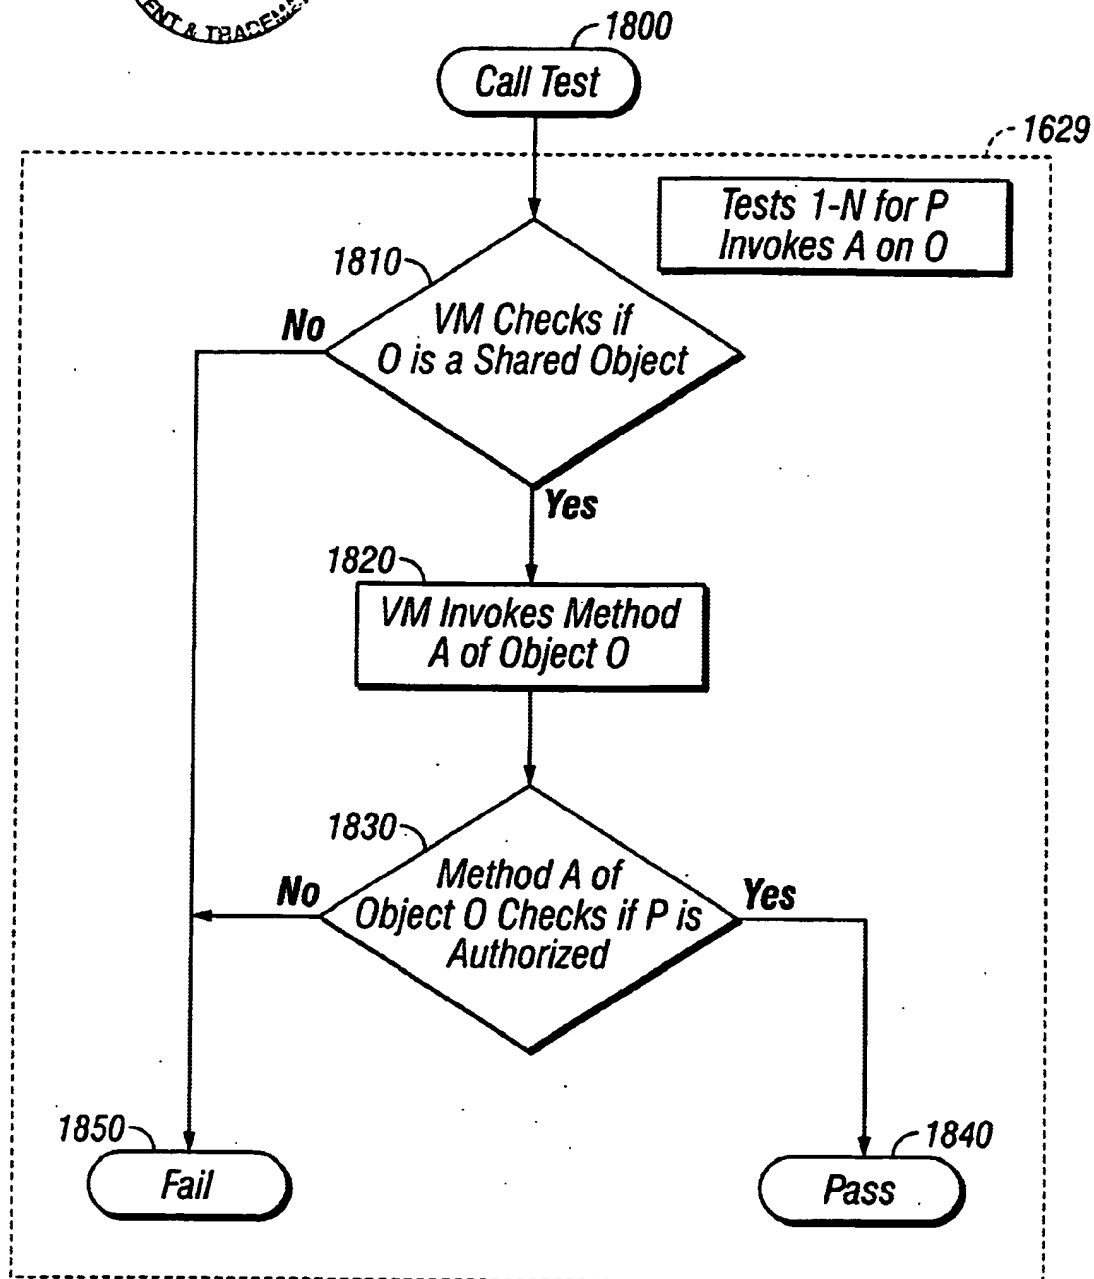 ENT & TRADEMA
1800
Call Test
1629
Tests 1-N for P
Invokes A on O
1810
No
VM Checks if
O is a Shared Object
Yes
1820
VM Invokes Method
A of Object O
1830
No
Method A of
Object O Checks if P is
Authorized
Yes
1850
Fail
1840
Pass